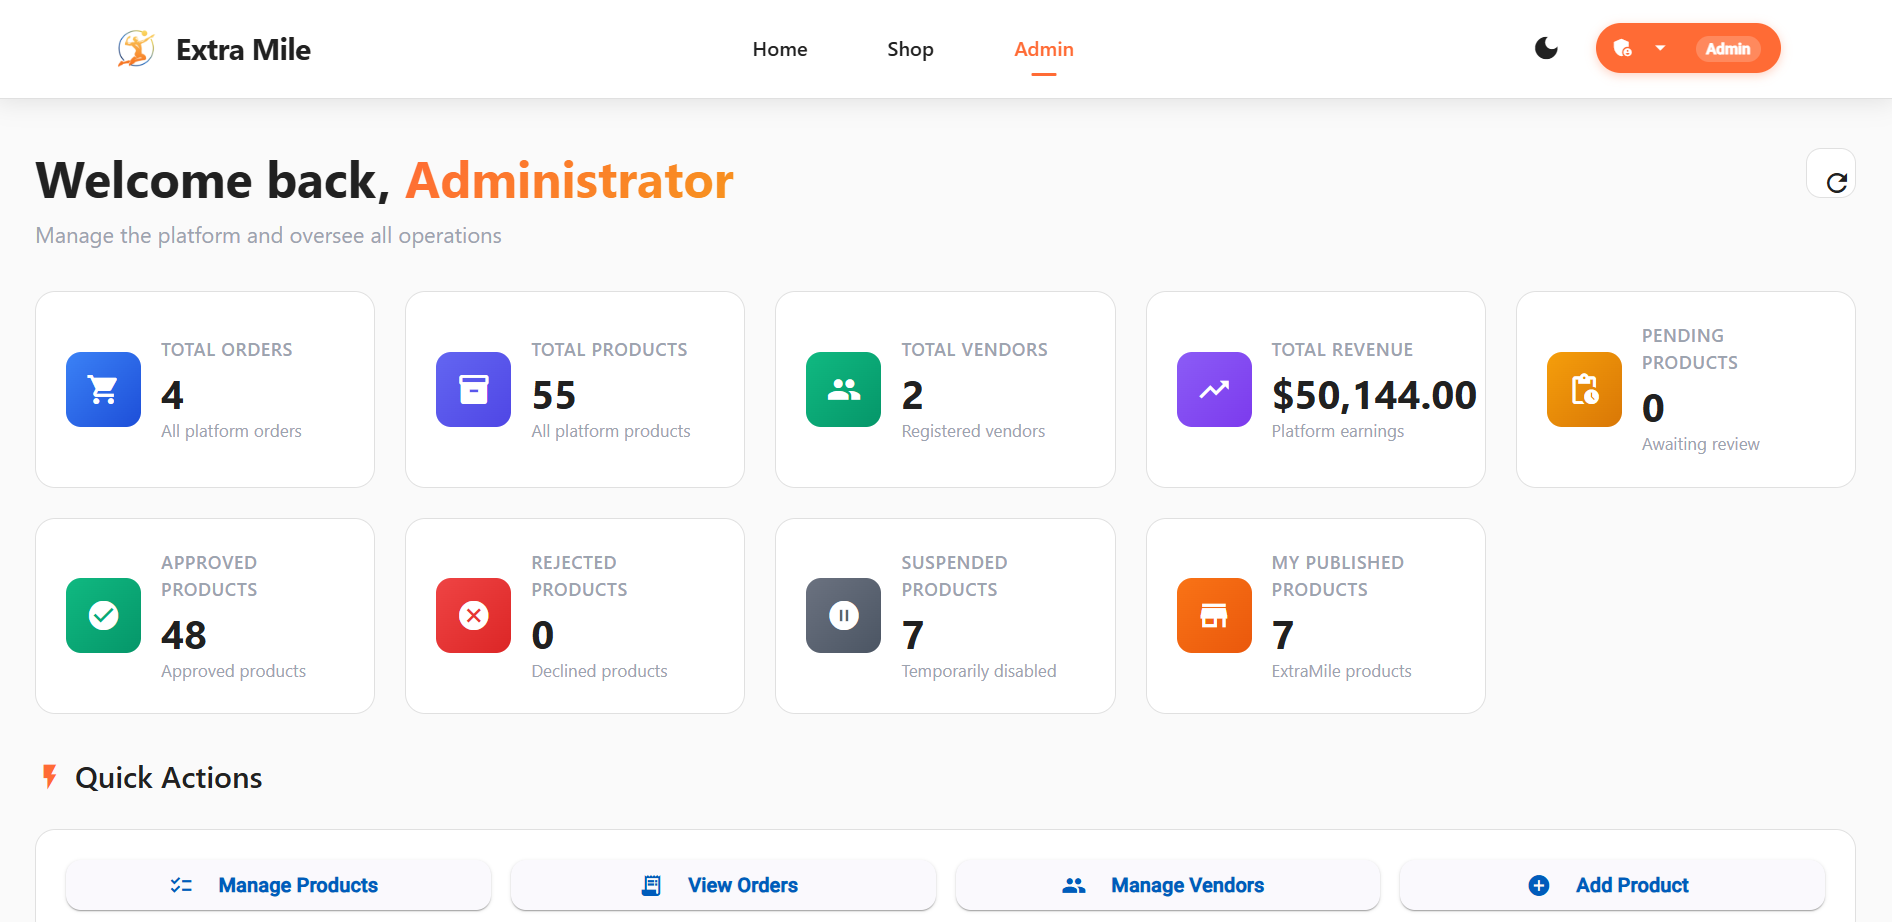 Extra Mile
Home
Shop
Admin
Admin
Welcome back, Administrator
Manage the platform and oversee all operations
TOTAL ORDERS
4
All platform orders
TOTAL PRODUCTS
55
All platform products
TOTAL VENDORS
2
Registered vendors
TOTAL REVENUE
$50,144.00
Platform earnings
PENDING
PRODUCTS
0
Awaiting review
APPROVED
PRODUCTS
48
Approved products
REJECTED
PRODUCTS
0
Declined products
SUSPENDED
PRODUCTS
7
Temporarily disabled
MY PUBLISHED
PRODUCTS
7
ExtraMile products
Quick Actions
Manage Products
View Orders
Manage Vendors
Add Product